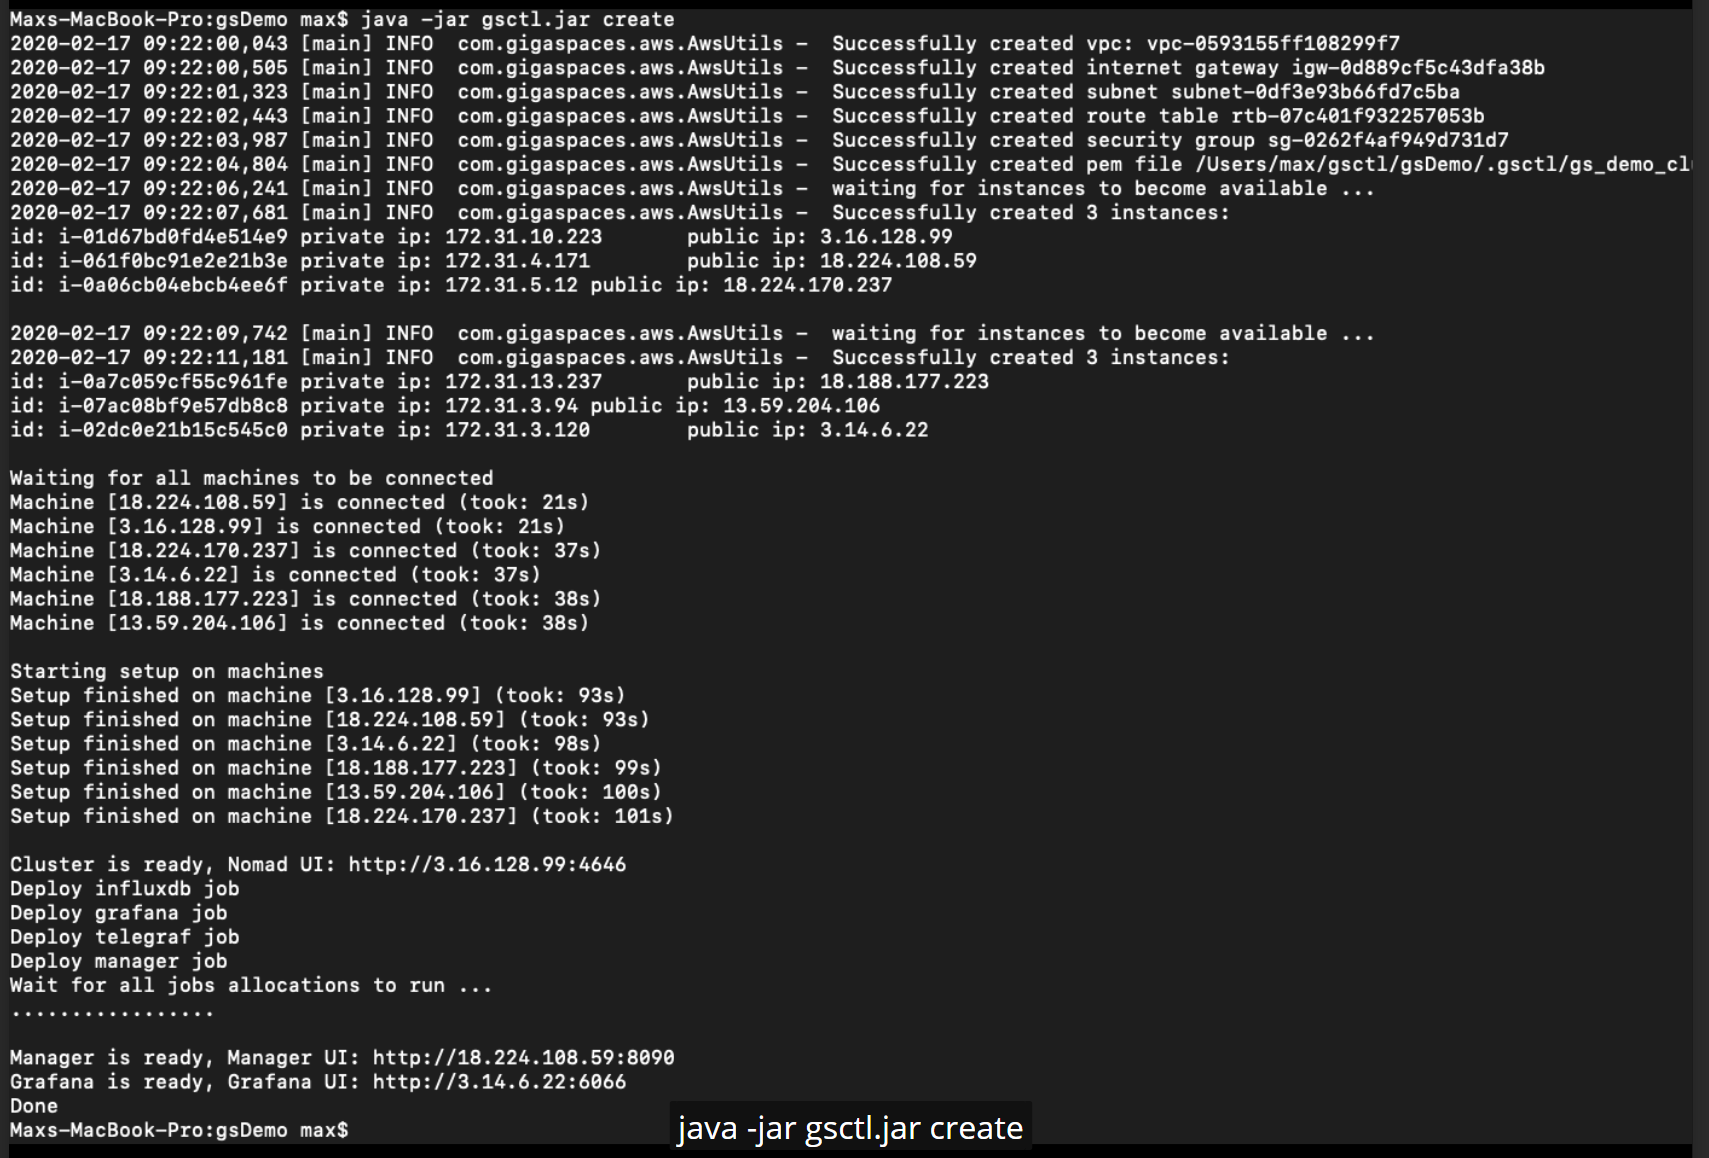 Maxs-MacBook-Pro:gsDemo max$ java -jar gsctl.jar create
2020-02-17 09:22:00,043 [main] INFO  com.gigaspaces.aws.AwsUtils -  Successfully created vpc: vpc-0593155ff108299f7
2020-02-17 09:22:00,505 [main] INFO  com.gigaspaces.aws.AwsUtils -  Successfully created internet gateway igw-0d889cf5c43dfa38b
2020-02-17 09:22:01,323 [main] INFO  com.gigaspaces.aws.AwsUtils -  Successfully created subnet subnet-0df3e93b66fd7c5ba
2020-02-17 09:22:02,443 [main] INFO  com.gigaspaces.aws.AwsUtils -  Successfully created route table rtb-07c401f932257053b
2020-02-17 09:22:03,987 [main] INFO  com.gigaspaces.aws.AwsUtils -  Successfully created security group sg-0262f4af949d731d7
2020-02-17 09:22:04,804 [main] INFO  com.gigaspaces.aws.AwsUtils -  Successfully created pem file /Users/max/gsctl/gsDemo/.gsctl/gs_demo_cl
2020-02-17 09:22:06,241 [main] INFO  com.gigaspaces.aws.AwsUtils -  waiting for instances to become available ...
2020-02-17 09:22:07,681 [main] INFO  com.gigaspaces.aws.AwsUtils -  Successfully created 3 instances:
id: i-01d67bd0fd4e514e9 private ip: 172.31.10.223       public ip: 3.16.128.99
id: i-061f0bc91e2e21b3e private ip: 172.31.4.171        public ip: 18.224.108.59
id: i-0a06cb04ebcb4ee6f private ip: 172.31.5.12 public ip: 18.224.170.237
2020-02-17 09:22:09,742 [main] INFO  com.gigaspaces.aws.AwsUtils -  waiting for instances to become available ...
2020-02-17 09:22:11,181 [main] INFO  com.gigaspaces.aws.AwsUtils -  Successfully created 3 instances:
id: i-0a7c059cf55c961fe private ip: 172.31.13.237       public ip: 18.188.177.223
id: i-07ac08bf9e57db8c8 private ip: 172.31.3.94 public ip: 13.59.204.106
id: i-02dc0e21b15c545c0 private ip: 172.31.3.120        public ip: 3.14.6.22
Waiting for all machines to be connected
Machine [18.224.108.59] is connected (took: 21s)
Machine [3.16.128.99] is connected (took: 21s)
Machine [18.224.170.237] is connected (took: 37s)
Machine [3.14.6.22] is connected (took: 37s)
Machine [18.188.177.223] is connected (took: 38s)
Machine [13.59.204.106] is connected (took: 38s)
Starting setup on machines
Setup finished on machine [3.16.128.99] (took: 93s)
Setup finished on machine [18.224.108.59] (took: 93s)
Setup finished on machine [3.14.6.22] (took: 98s)
Setup finished on machine [18.188.177.223] (took: 99s)
Setup finished on machine [13.59.204.106] (took: 100s)
Setup finished on machine [18.224.170.237] (took: 101s)
Cluster is ready, Nomad UI: http://3.16.128.99:4646
Deploy influxdb job
Deploy grafana job
Deploy telegraf job
Deploy manager job
Wait for all jobs allocations to run ...
.................
Manager is ready, Manager UI: http://18.224.108.59:8090
Grafana is ready, Grafana UI: http://3.14.6.22:6066
Done
Maxs-MacBook-Pro:gsDemo max$
java -jar gsctl.jar create